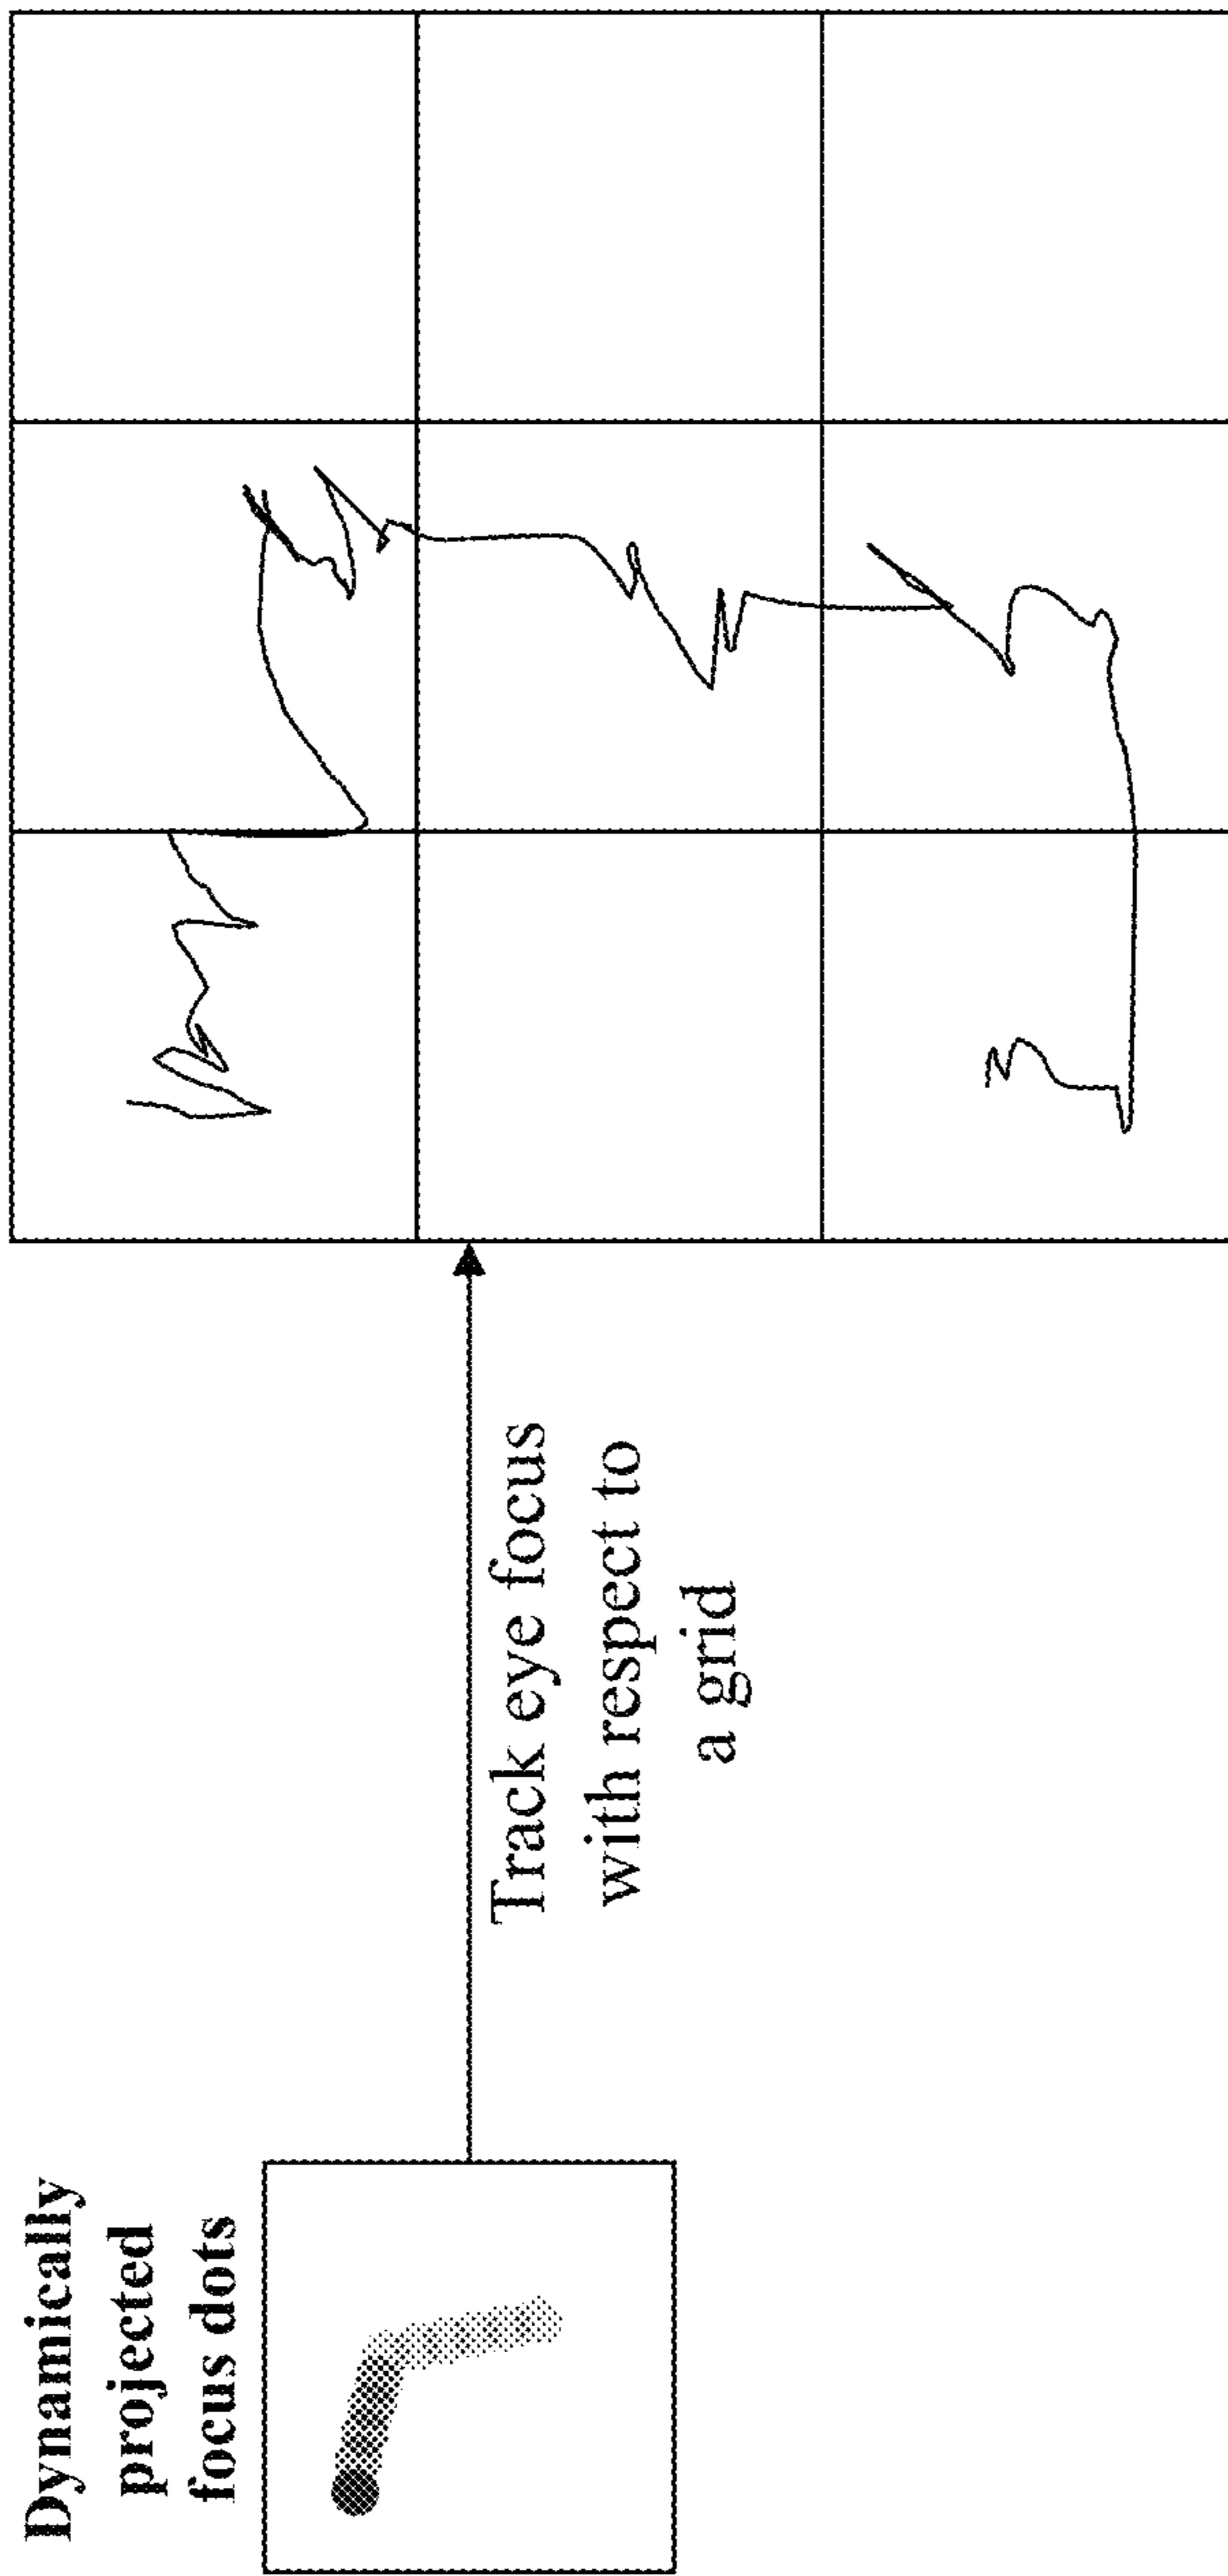 Dynamically
projected
focus dots
Track eye focus
with respect to
a grid